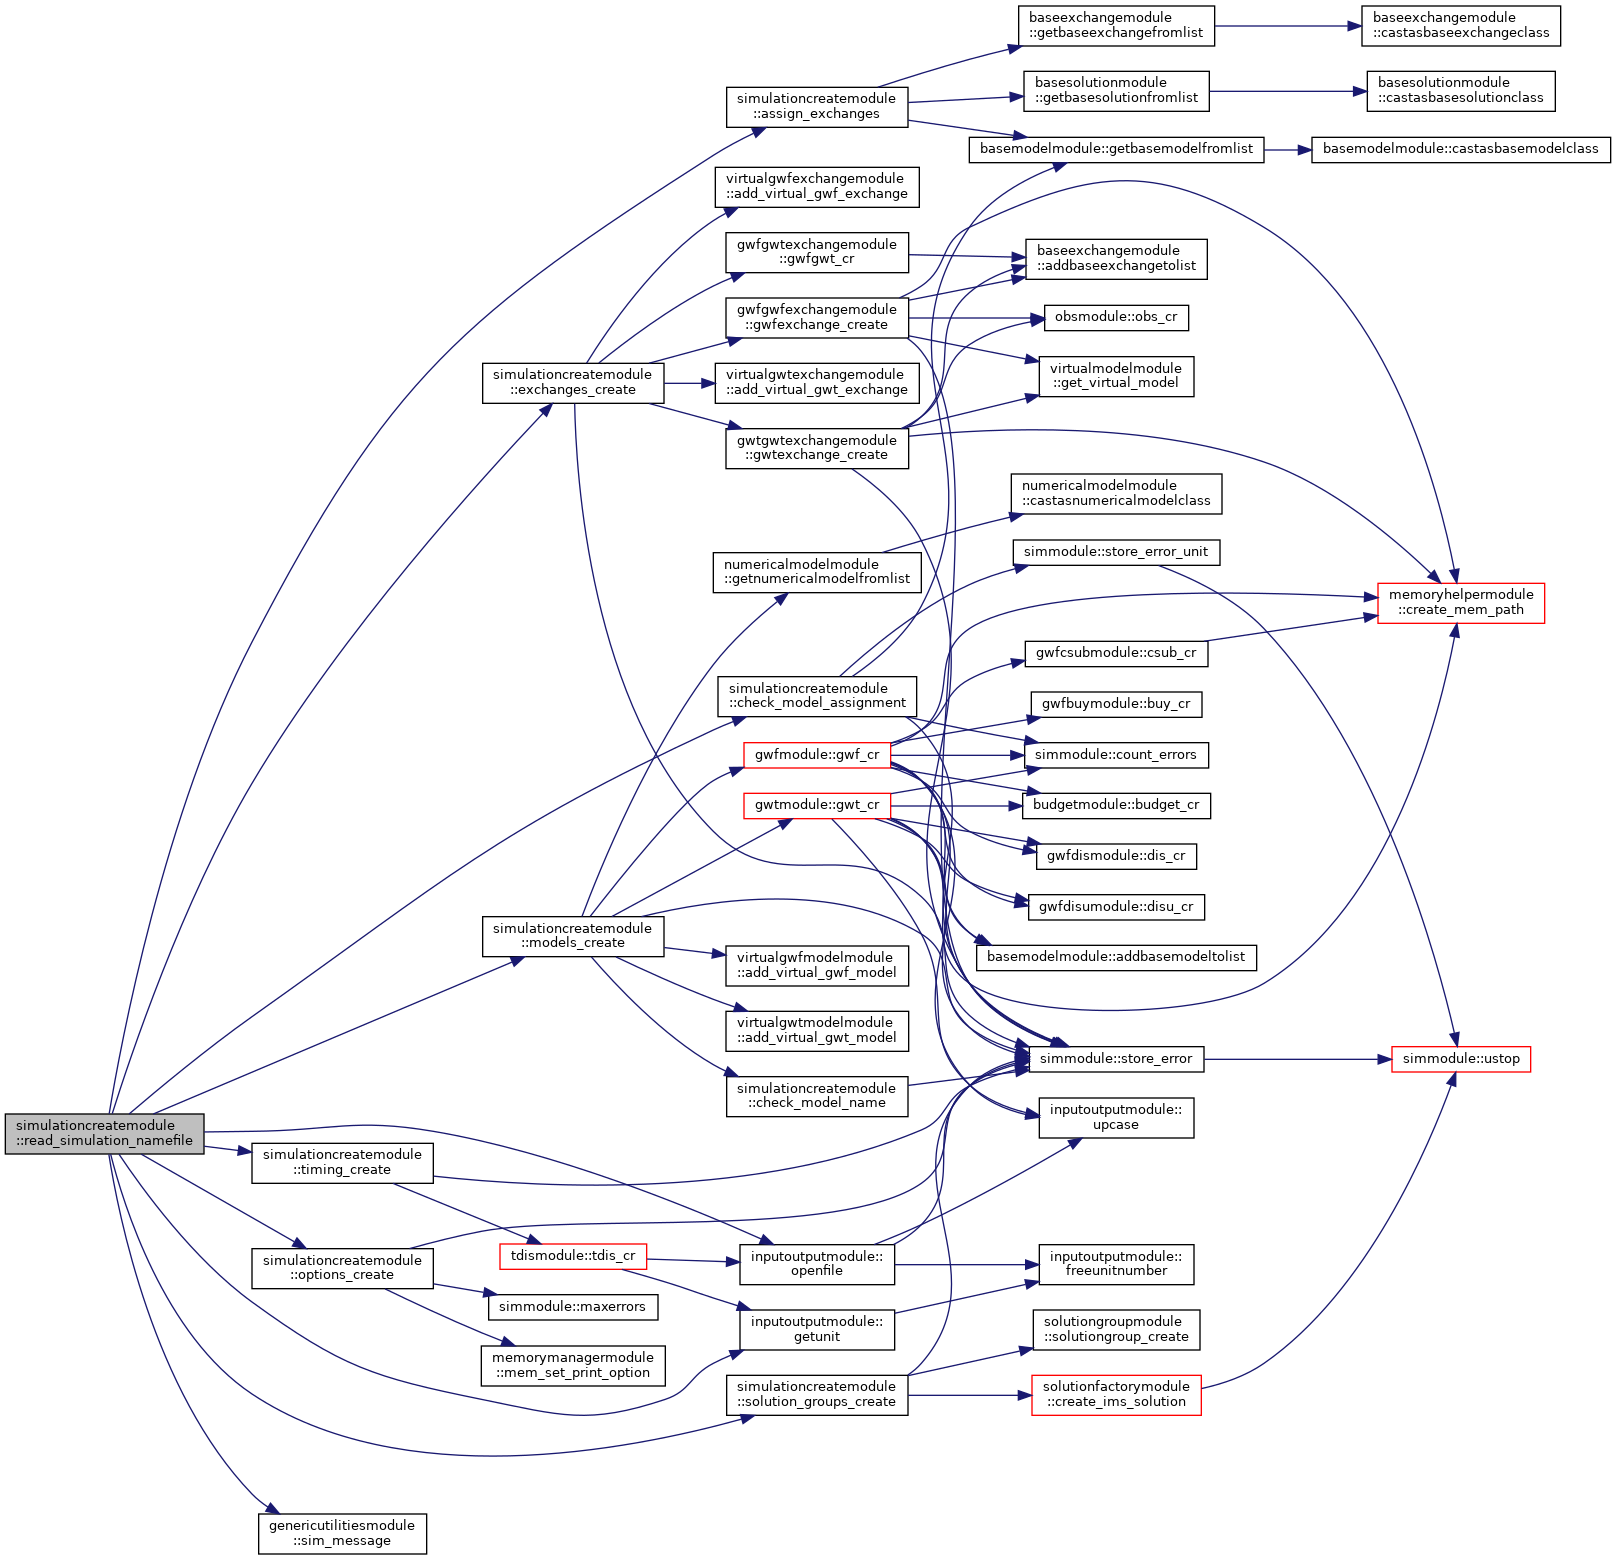 baseexchangemodule
::getbaseexchangefromlist
baseexchangemodule
::castasbaseexchangeclass
basesolutionmodule
::getbasesolutionfromlist
basesolutionmodule
::castasbasesolutionclass
simulationcreatemodule
::assign_exchanges
basemodelmodule::getbasemodelfromlist
basemodelmodule::castasbasemodelclass
virtualgwfexchangemodule
::add_virtual_gwf_exchange
gwfgwtexchangemodule
::gwfgwt_cr
baseexchangemodule
::addbaseexchangetolist
gwfgwfexchangemodule
::gwfexchange_create
obsmodule::obs_cr
simulationcreatemodule
::exchanges_create
virtualgwtexchangemodule
::add_virtual_gwt_exchange
virtualmodelmodule
::get_virtual_model
gwtgwtexchangemodule
::gwtexchange_create
numericalmodelmodule
::castasnumericalmodelclass
numericalmodelmodule
::getnumericalmodelfromlist
simmodule::store_error_unit
memoryhelpermodule
::create_mem_path
gwfcsubmodule::csub_cr
simulationcreatemodule
::check_model_assignment
gwfbuymodule::buy_cr
gwfmodule::gwf_cr
simmodule::count_errors
gwtmodule::gwt_cr
budgetmodule::budget_cr
gwfdismodule::dis_cr
gwfdisumodule::disu_cr
simulationcreatemodule
::models_create
virtualgwfmodelmodule
::add_virtual_gwf_model
basemodelmodule::addbasemodeltolist
virtualgwtmodelmodule
::add_virtual_gwt_model
simmodule::store_error
simmodule::ustop
simulationcreatemodule
::check_model_name
simulationcreatemodule
::read_simulation_namefile
inputoutputmodule::
upcase
simulationcreatemodule
::timing_create
simulationcreatemodule
::options_create
tdismodule::tdis_cr
inputoutputmodule::
openfile
inputoutputmodule::
freeunitnumber
simmodule::maxerrors
inputoutputmodule::
getunit
solutiongroupmodule
::solutiongroup_create
memorymanagermodule
::mem_set_print_option
simulationcreatemodule
::solution_groups_create
solutionfactorymodule
::create_ims_solution
genericutilitiesmodule
::sim_message